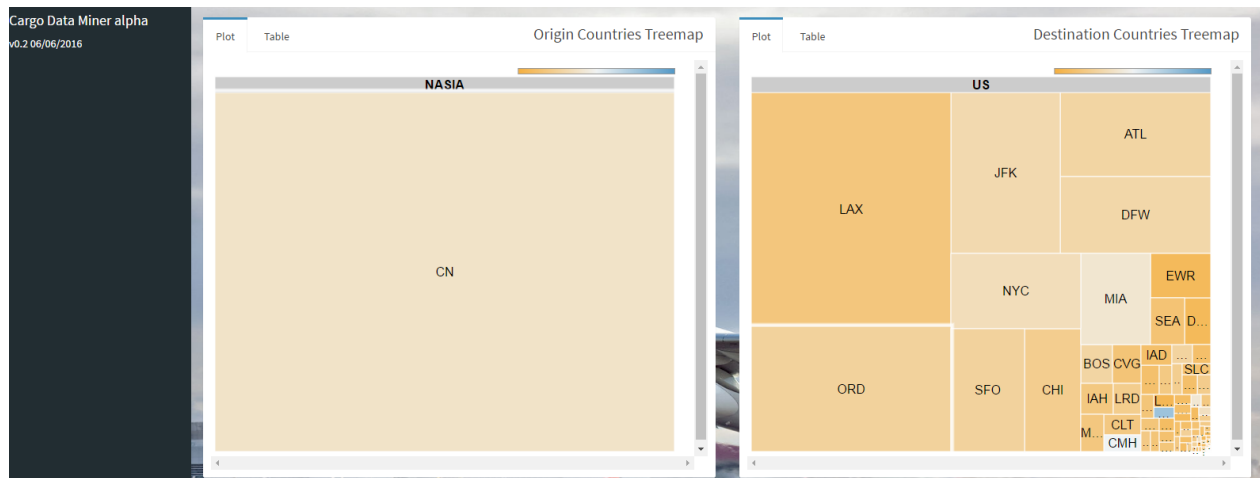 Cargo Data Miner alpha
v0.2 06/06/2016
Plot Table Origin Countries Treemap
NASIA
CN
Plot Table Destination Countries Treemap
US
LAX
JFK
ATL
DFW
ORD
NYC
MIA
EWR
SEA D...
SFO
CHI
BOS CVG IAD ... ...
SLC
IAH LRD
L...
M... CLT
CMH